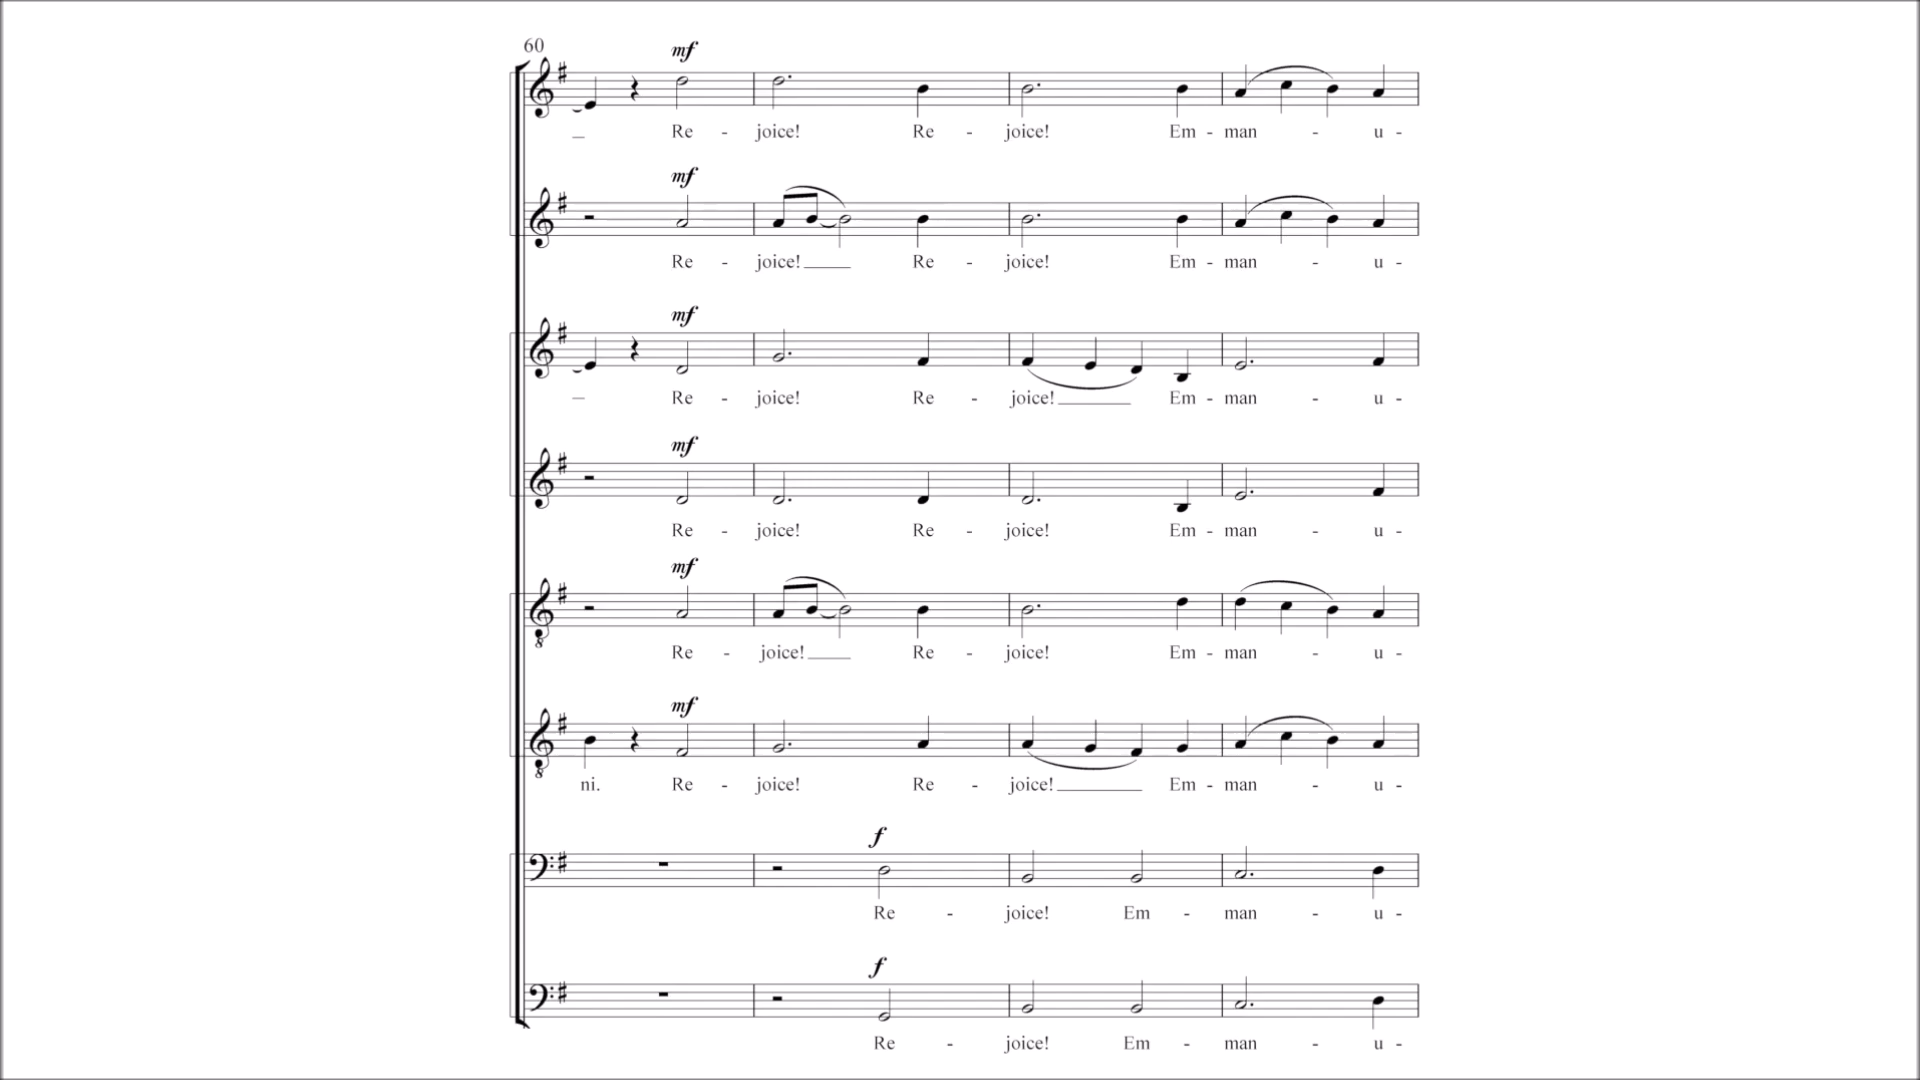 60
mf
Re - joice! Re - joice! Em - man - u -
mf
Re - joice! Re - joice! Em - man - u -
mf
Re - joice! Re - joice! Em - man - u -
mf
Re - joice! Re - joice! Em - man - u -
mf
Re - joice! Re - joice! Em - man - u -
mf
ni. Re - joice! Re - joice! Em - man - u -
f
Re - joice! Em - man - u -
f
Re - joice! Em - man - u -